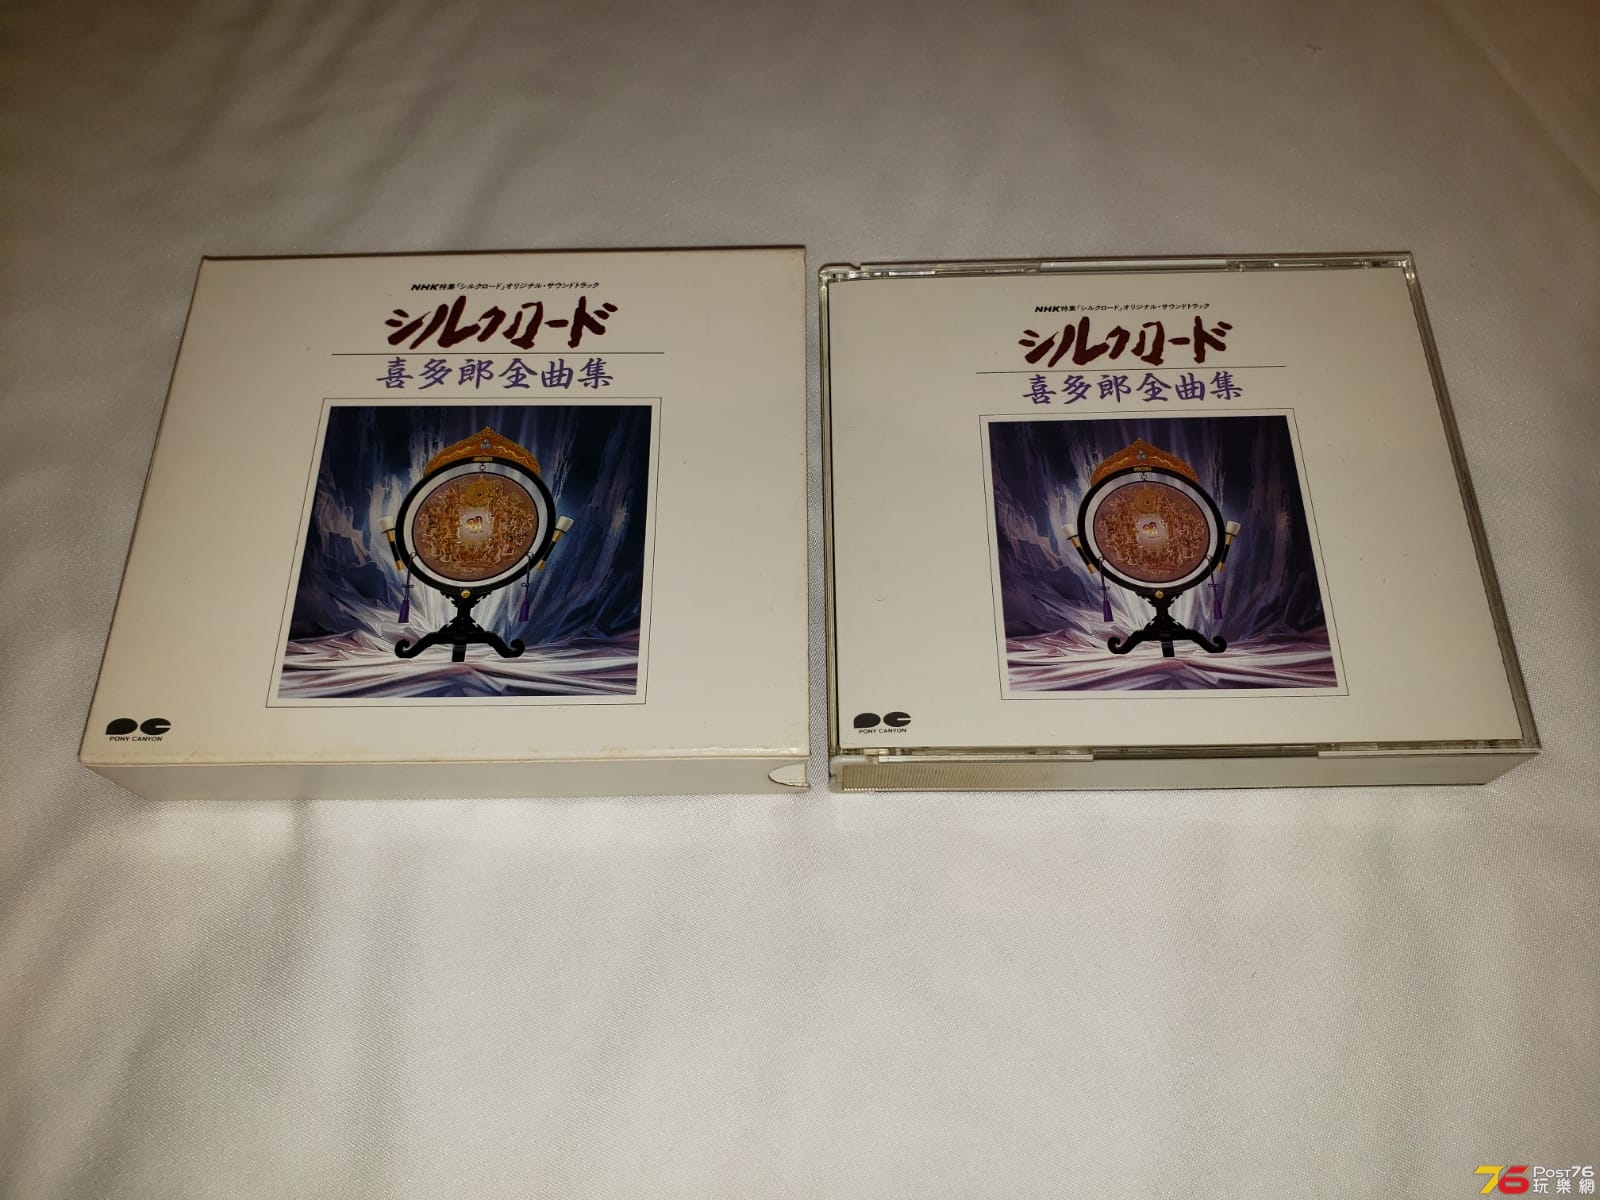 NHK特集「シルクロード」オリジナル・サウンドトラック
シルクロード
喜多郎全曲集
PONY CANYON
NHK特集「シルクロード」オリジナル・サウンドトラック
シルクロード
喜多郎全曲集
PONY CANYON
76 POST76
玩樂網